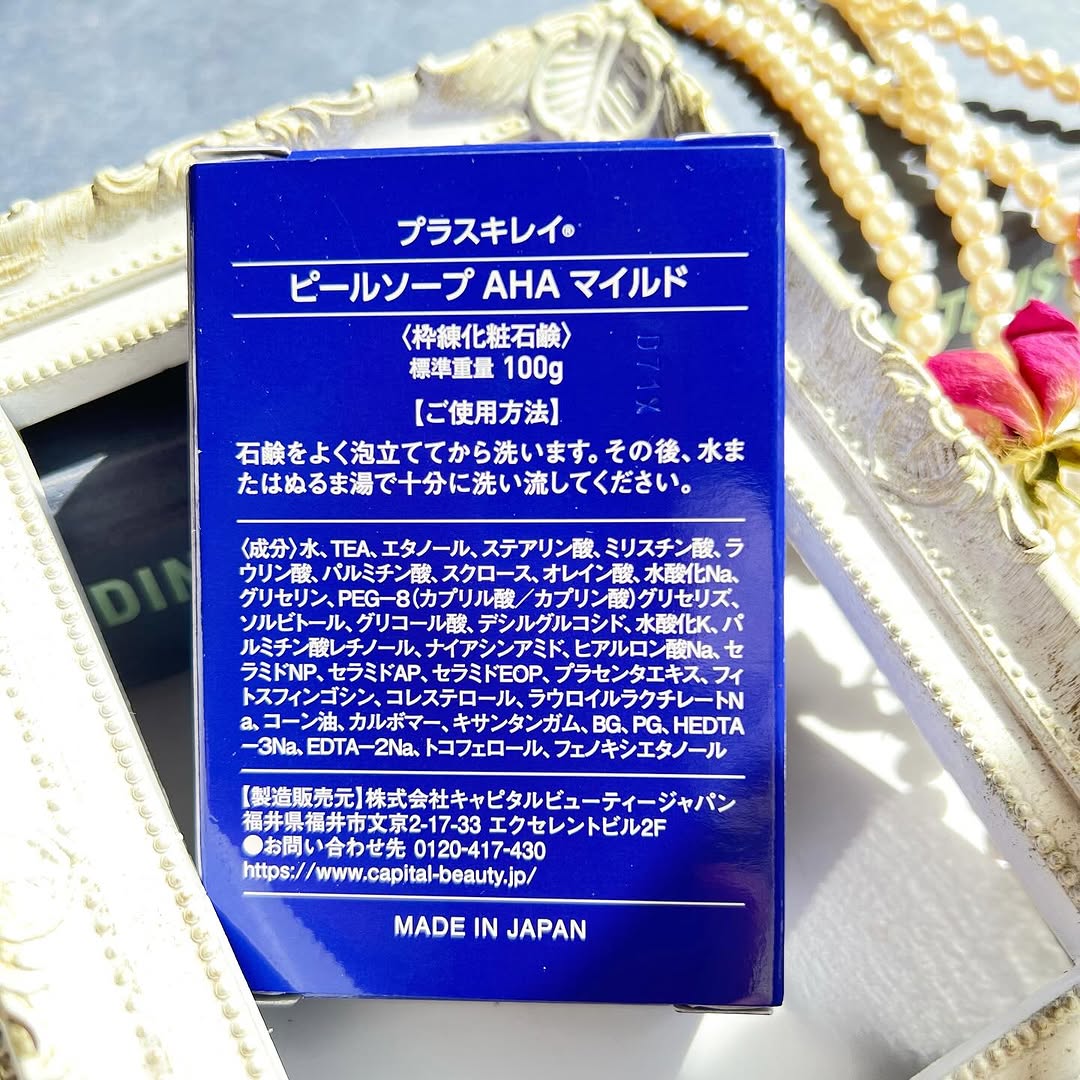 プラスキレイ®
ピールソープ AHA マイルド
〈枠練化粧石鹸〉
標準重量 100g
D71X
【ご使用方法】
石鹸をよく泡立ててから洗います。その後、水ま
たはぬるま湯で十分に洗い流してください。
〈成分〉水、TEA、エタノール、ステアリン酸、ミリスチン酸、ラ
ウリン酸、パルミチン酸、スクロース、オレイン酸、水酸化Na、
グリセリン、PEG−8（カプリル酸／カプリン酸）グリセリズ、
ソルビトール、グリコール酸、デシルグルコシド、水酸化K、パ
ルミチン酸レチノール、ナイアシンアミド、ヒアルロン酸Na、セ
ラミドNP、セラミドAP、セラミドEOP、プラセンタエキス、フィ
トスフィンゴシン、コレステロール、ラウロイルラクチレートN
a、コーン油、カルボマー、キサンタンガム、BG、PG、HEDTA
−3Na、EDTA−2Na、トコフェロール、フェノキシエタノール
【製造販売元】株式会社キャピタルビューティージャパン
福井県福井市文京2-17-33 エクセレントビル2F
●お問い合わせ先 0120-417-430
https://www.capital-beauty.jp/
MADE IN JAPAN